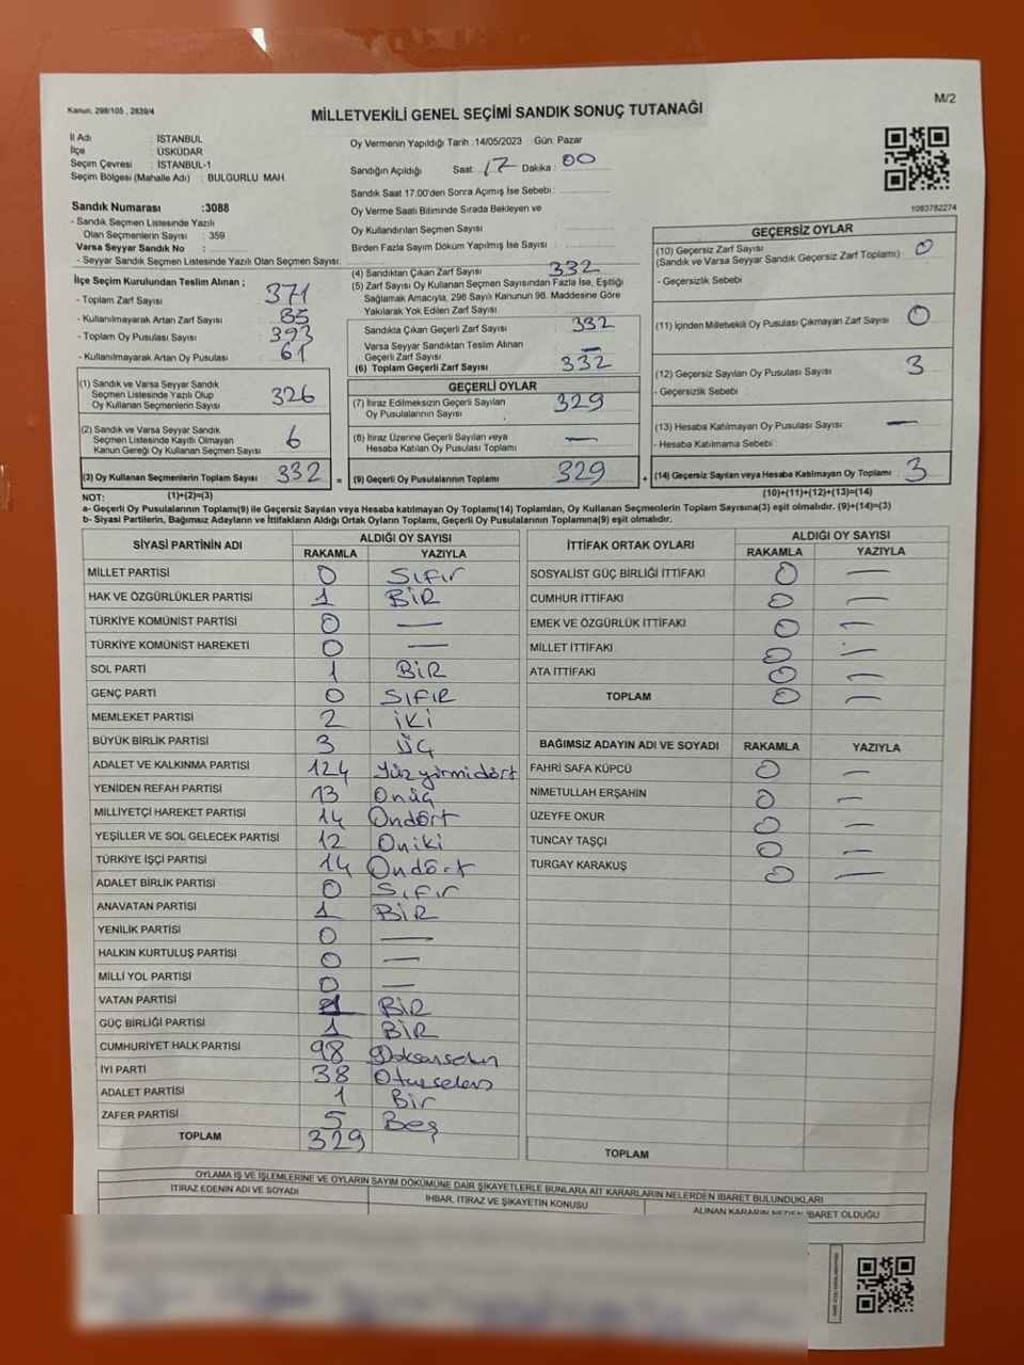 Kanun: 298/105, 2839/4
M/2
MİLLETVEKİLİ GENEL SEÇİMİ SANDIK SONUÇ TUTANAĞI
İl Adı : İSTANBUL
İlçe : ÜSKÜDAR
Seçim Çevresi : İSTANBUL-1
Seçim Bölgesi (Mahalle Adı) : BULGURLU MAH.
Oy Vermenin Yapıldığı Tarih :14/05/2023 Gün: Pazar
Sandığın Açıldığı Saat: 17 Dakika: 00
Sandık Saat 17:00'den Sonra Açılmış İse Sebebi:
Oy Verme Saati Bitiminde Sırada Bekleyen ve
Oy Kullandırılan Seçmen Sayısı
Birden Fazla Sayım Döküm Yapılmış İse Sayısı
1093782274
Sandık Numarası :3088
- Sandık Seçmen Listesinde Yazılı
Olan Seçmenlerin Sayısı : 359
Varsa Seyyar Sandık No :
- Seyyar Sandık Seçmen Listesinde Yazılı Olan Seçmen Sayısı:
İlçe Seçim Kurulundan Teslim Alınan ;
- Toplam Zarf Sayısı 371
- Kullanılmayarak Artan Zarf Sayısı
- Toplam Oy Pusulası Sayısı 393
- Kullanılmayarak Artan Oy Pusulası 61
(1) Sandık ve Varsa Seyyar Sandık
Seçmen Listesinde Yazılı Olup
Oy Kullanan Seçmenlerin Sayısı 326
(2) Sandık ve Varsa Seyyar Sandık
Seçmen Listesinde Kayıtlı Olmayan
Kanun Gereği Oy Kullanan Seçmen Sayısı 6
(3) Oy Kullanan Seçmenlerin Toplam Sayısı 332 =
(4) Sandıktan Çıkan Zarf Sayısı 332
(5) Zarf Sayısı Oy Kullanan Seçmen Sayısından Fazla İse, Eşitliği
Sağlamak Amacıyla, 298 Sayılı Kanunun 98. Maddesine Göre
Yakılarak Yok Edilen Zarf Sayısı
Sandıkta Çıkan Geçerli Zarf Sayısı 332
Varsa Seyyar Sandıktan Teslim Alınan
Geçerli Zarf Sayısı —
(6) Toplam Geçerli Zarf Sayısı 332
GEÇERLİ OYLAR
(7) İtiraz Edilmeksizin Geçerli Sayılan
Oy Pusulalarının Sayısı 329
(8) İtiraz Üzerine Geçerli Sayılan veya
Hesaba Katılan Oy Pusulası Toplamı —
(9) Geçerli Oy Pusulalarının Toplamı 329 +
GEÇERSİZ OYLAR
(10) Geçersiz Zarf Sayısı 0
(Sandık ve Varsa Seyyar Sandık Geçersiz Zarf Toplamı)
- Geçersizlik Sebebi
(11) İçinden Milletvekili Oy Pusulası Çıkmayan Zarf Sayısı 0
(12) Geçersiz Sayılan Oy Pusulası Sayısı 3
- Geçersizlik Sebebi
(13) Hesaba Katılmayan Oy Pusulası Sayısı —
- Hesaba Katılmama Sebebi
(14) Geçersiz Sayılan veya Hesaba Katılmayan Oy Toplamı 3
NOT: (1)+(2)=(3) (10)+(11)+(12)+(13)=(14)
a- Geçerli Oy Pusulalarının Toplamı(9) ile Geçersiz Sayılan veya Hesaba katılmayan Oy Toplamı(14) Toplamları, Oy Kullanan Seçmenlerin Toplam Sayısına(3) eşit olmalıdır. (9)+(14)=(3)
b- Siyasi Partilerin, Bağımsız Adayların ve İttifakların Aldığı Ortak Oyların Toplamı, Geçerli Oy Pusulalarının Toplamına(9) eşit olmalıdır.
SİYASİ PARTİNİN ADI ALDIĞI OY SAYISI
RAKAMLA YAZIYLA
MİLLET PARTİSİ 0 Sıfır
HAK VE ÖZGÜRLÜKLER PARTİSİ 1 BİR
TÜRKİYE KOMÜNİST PARTİSİ 0 —
TÜRKİYE KOMÜNİST HAREKETİ 0 —
SOL PARTİ 1 BİR
GENÇ PARTİ 0 SIFIR
MEMLEKET PARTİSİ 2 İKİ
BÜYÜK BİRLİK PARTİSİ 3 ÜÇ
ADALET VE KALKINMA PARTİSİ 124 Yüzyirmidört
YENİDEN REFAH PARTİSİ 13 Onüç
MİLLİYETÇİ HAREKET PARTİSİ 14 Ondört
YEŞİLLER VE SOL GELECEK PARTİSİ 12 Oniki
TÜRKİYE İŞÇİ PARTİSİ 14 Ondört
ADALET BİRLİK PARTİSİ 0 Sıfır
ANAVATAN PARTİSİ 1 BİR
YENİLİK PARTİSİ 0 —
HALKIN KURTULUŞ PARTİSİ 0 —
MİLLİ YOL PARTİSİ 0 —
VATAN PARTİSİ 1 BİR
GÜÇ BİRLİĞİ PARTİSİ 1 BİR
CUMHURİYET HALK PARTİSİ 98 Doksansekiz
İYİ PARTİ 38 Otuzsekiz
ADALET PARTİSİ 1 Bir
ZAFER PARTİSİ 5 Beş
TOPLAM 329
İTTİFAK ORTAK OYLARI ALDIĞI OY SAYISI
RAKAMLA YAZIYLA
SOSYALİST GÜÇ BİRLİĞİ İTTİFAKI 0 —
CUMHUR İTTİFAKI 0 —
EMEK VE ÖZGÜRLÜK İTTİFAKI 0 —
MİLLET İTTİFAKI 0 —
ATA İTTİFAKI 0 —
TOPLAM 0 —
BAĞIMSIZ ADAYIN ADI VE SOYADI RAKAMLA YAZIYLA
FAHRİ SAFA KÜPCÜ 0 —
NİMETULLAH ERŞAHİN 0 —
ÜZEYFE OKUR 0 —
TUNCAY TAŞÇI 0 —
TURGAY KARAKUŞ 0 —
TOPLAM
OYLAMA İŞ VE İŞLEMLERİNE VE OYLARIN SAYIM DÖKÜMÜNE DAİR ŞİKAYETLERLE BUNLARA AİT KARARLARIN NELERDEN İBARET BULUNDUKLARI
İTİRAZ EDENİN ADI VE SOYADI İHBAR, İTİRAZ VE ŞİKAYETİN KONUSU ALINAN KARARIN NEDEN İBARET OLDUĞU